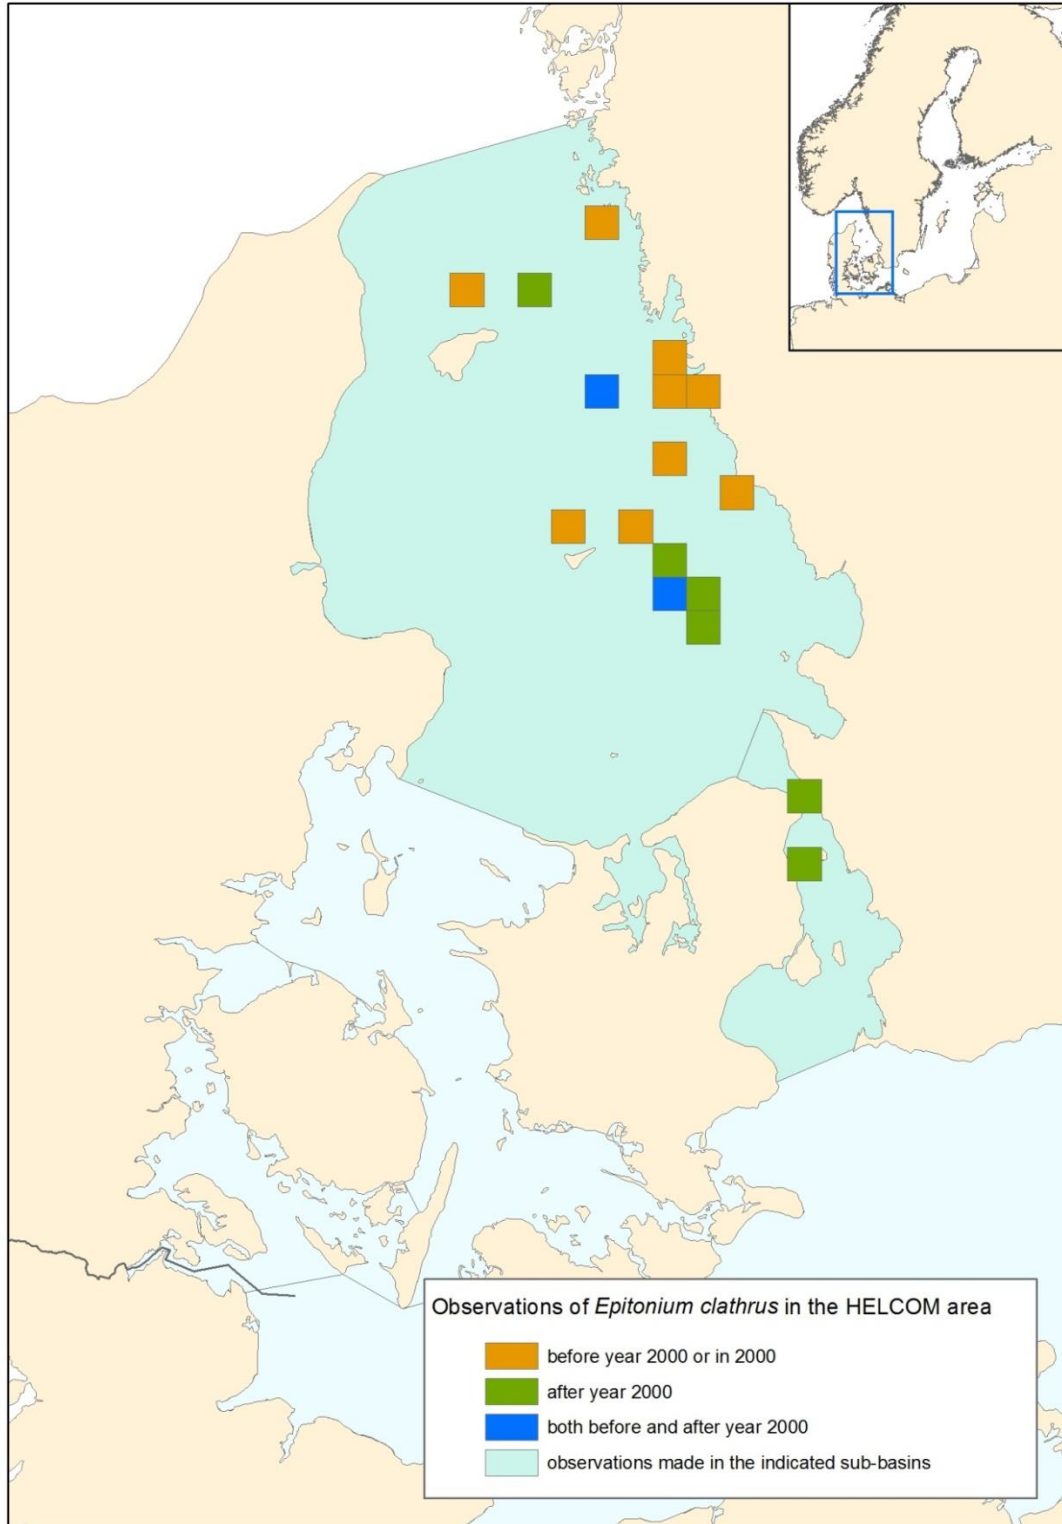 Observations of Epitonium clathrus in the HELCOM area
before year 2000 or in 2000
after year 2000
both before and after year 2000
observations made in the indicated sub-basins